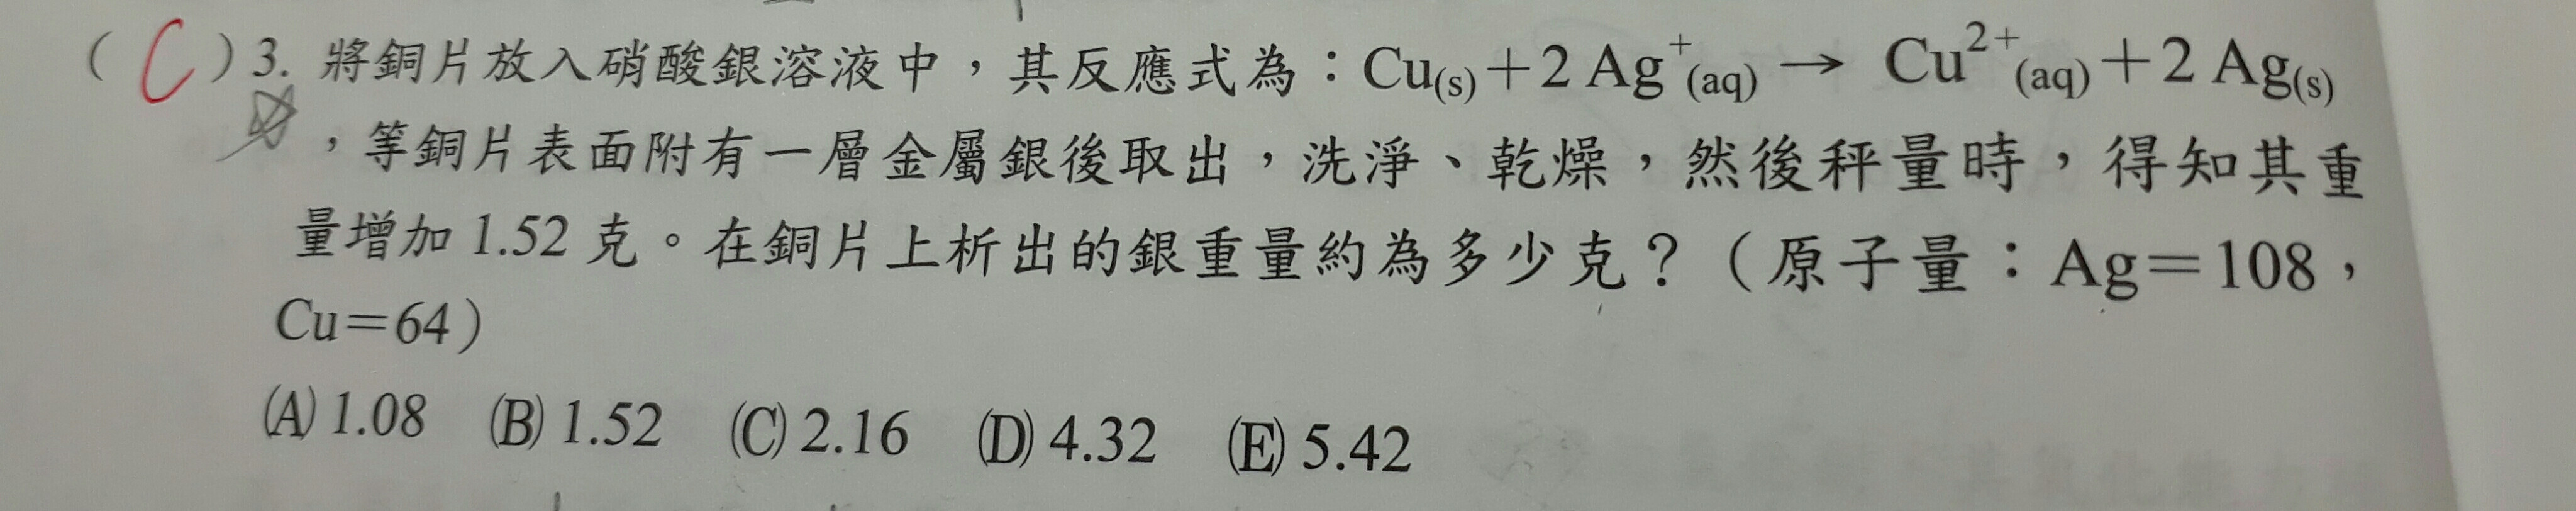 ( C ) 3. 將銅片放入硝酸銀溶液中，其反應式為：Cu(s)＋2 Ag⁺(aq) → Cu²⁺(aq)＋2 Ag(s)
，等銅片表面附有一層金屬銀後取出，洗淨、乾燥，然後秤量時，得知其重
量增加 1.52 克。在銅片上析出的銀重量約為多少克？（原子量：Ag＝108，
Cu＝64）
(A) 1.08 (B) 1.52 (C) 2.16 (D) 4.32 (E) 5.42